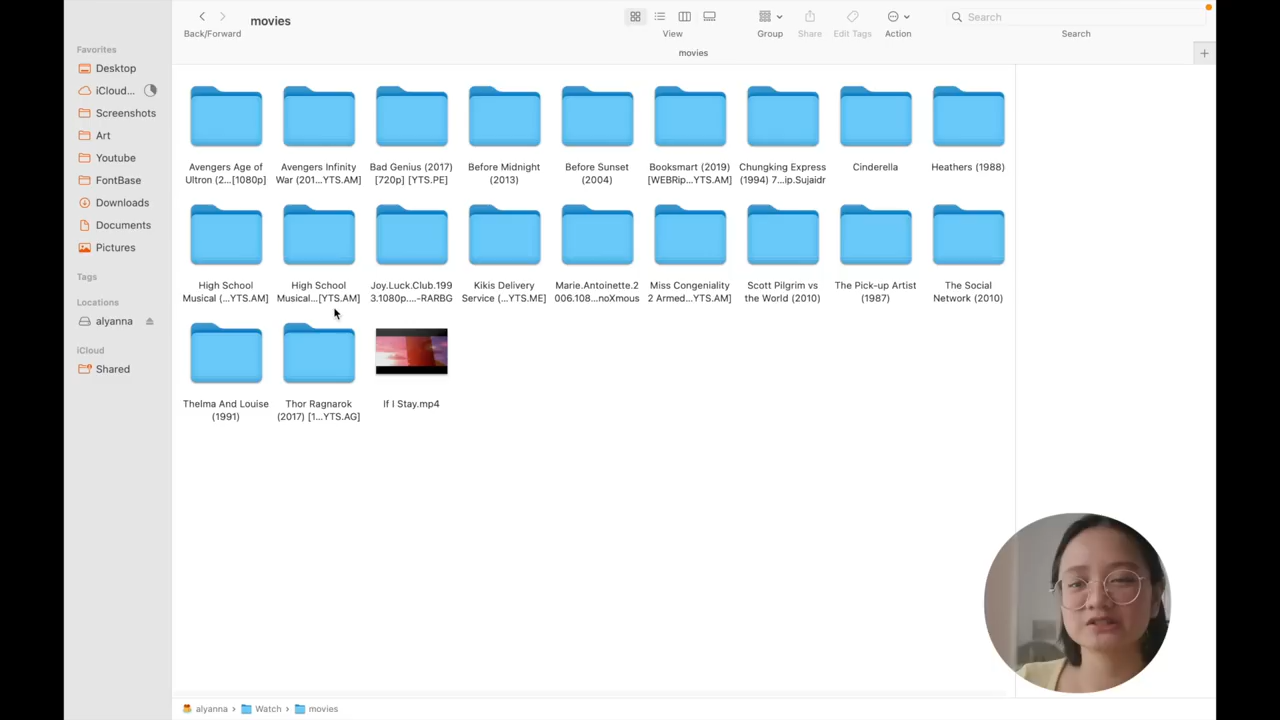 movies
Back/Forward
View
Group
Share
Edit Tags
Action
Search
Search
movies
Favorites
Desktop
iCloud...
Screenshots
Art
Youtube
FontBase
Downloads
Documents
Pictures
Tags
Locations
alyanna
iCloud
Shared
Avengers Age of
Ultron (2...[1080p]
Avengers Infinity
War (201...YTS.AM]
Bad Genius (2017)
[720p] [YTS.PE]
Before Midnight
(2013)
Before Sunset
(2004)
Booksmart (2019)
[WEBRip...YTS.AM]
Chungking Express
(1994) 7...ip.Sujaidr
Cinderella
Heathers (1988)
High School
Musical (...YTS.AM]
High School
Musical...[YTS.AM]
Joy.Luck.Club.199
3.1080p....-RARBG
Kikis Delivery
Service (...YTS.ME]
Marie.Antoinette.2
006.108...noXmous
Miss Congeniality
2 Armed...YTS.AM]
Scott Pilgrim vs
the World (2010)
The Pick-up Artist
(1987)
The Social
Network (2010)
Thelma And Louise
(1991)
Thor Ragnarok
(2017) [1...YTS.AG]
If I Stay.mp4
alyanna › Watch › movies